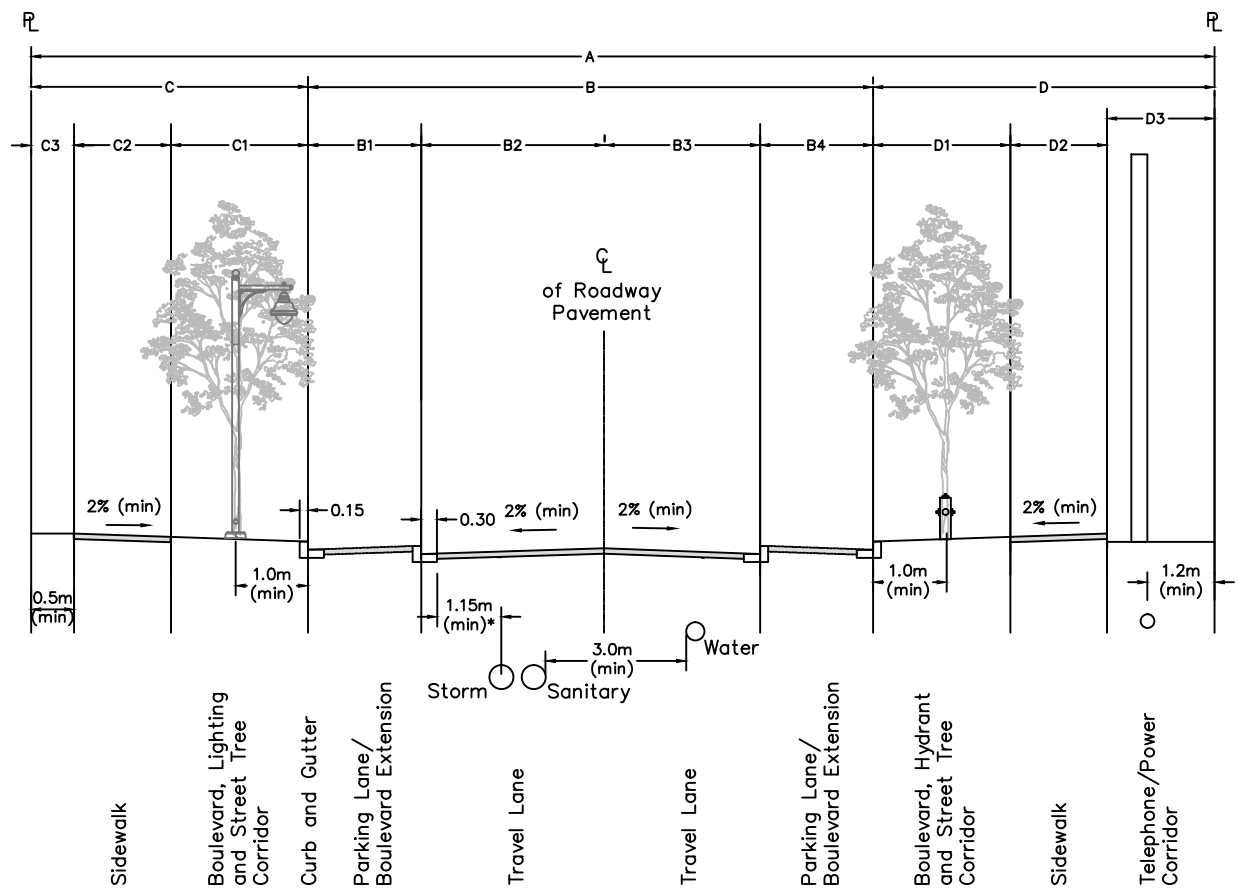 PL
PL
A
C
B
D
D3
C3
C2
C1
B1
B2
B3
B4
D1
D2
CL
of Roadway
Pavement
2% (min)
0.15
0.30
2% (min)
2% (min)
2% (min)
0.5m
(min)
1.0m
(min)
1.15m
(min)*
3.0m
(min)
1.0m
(min)
1.2m
(min)
Water
Storm
Sanitary
Sidewalk
Boulevard, Lighting
and Street Tree
Corridor
Curb and Gutter
Parking Lane/
Boulevard Extension
Travel Lane
Travel Lane
Parking Lane/
Boulevard Extension
Boulevard, Hydrant
and Street Tree
Corridor
Sidewalk
Telephone/Power
Corridor